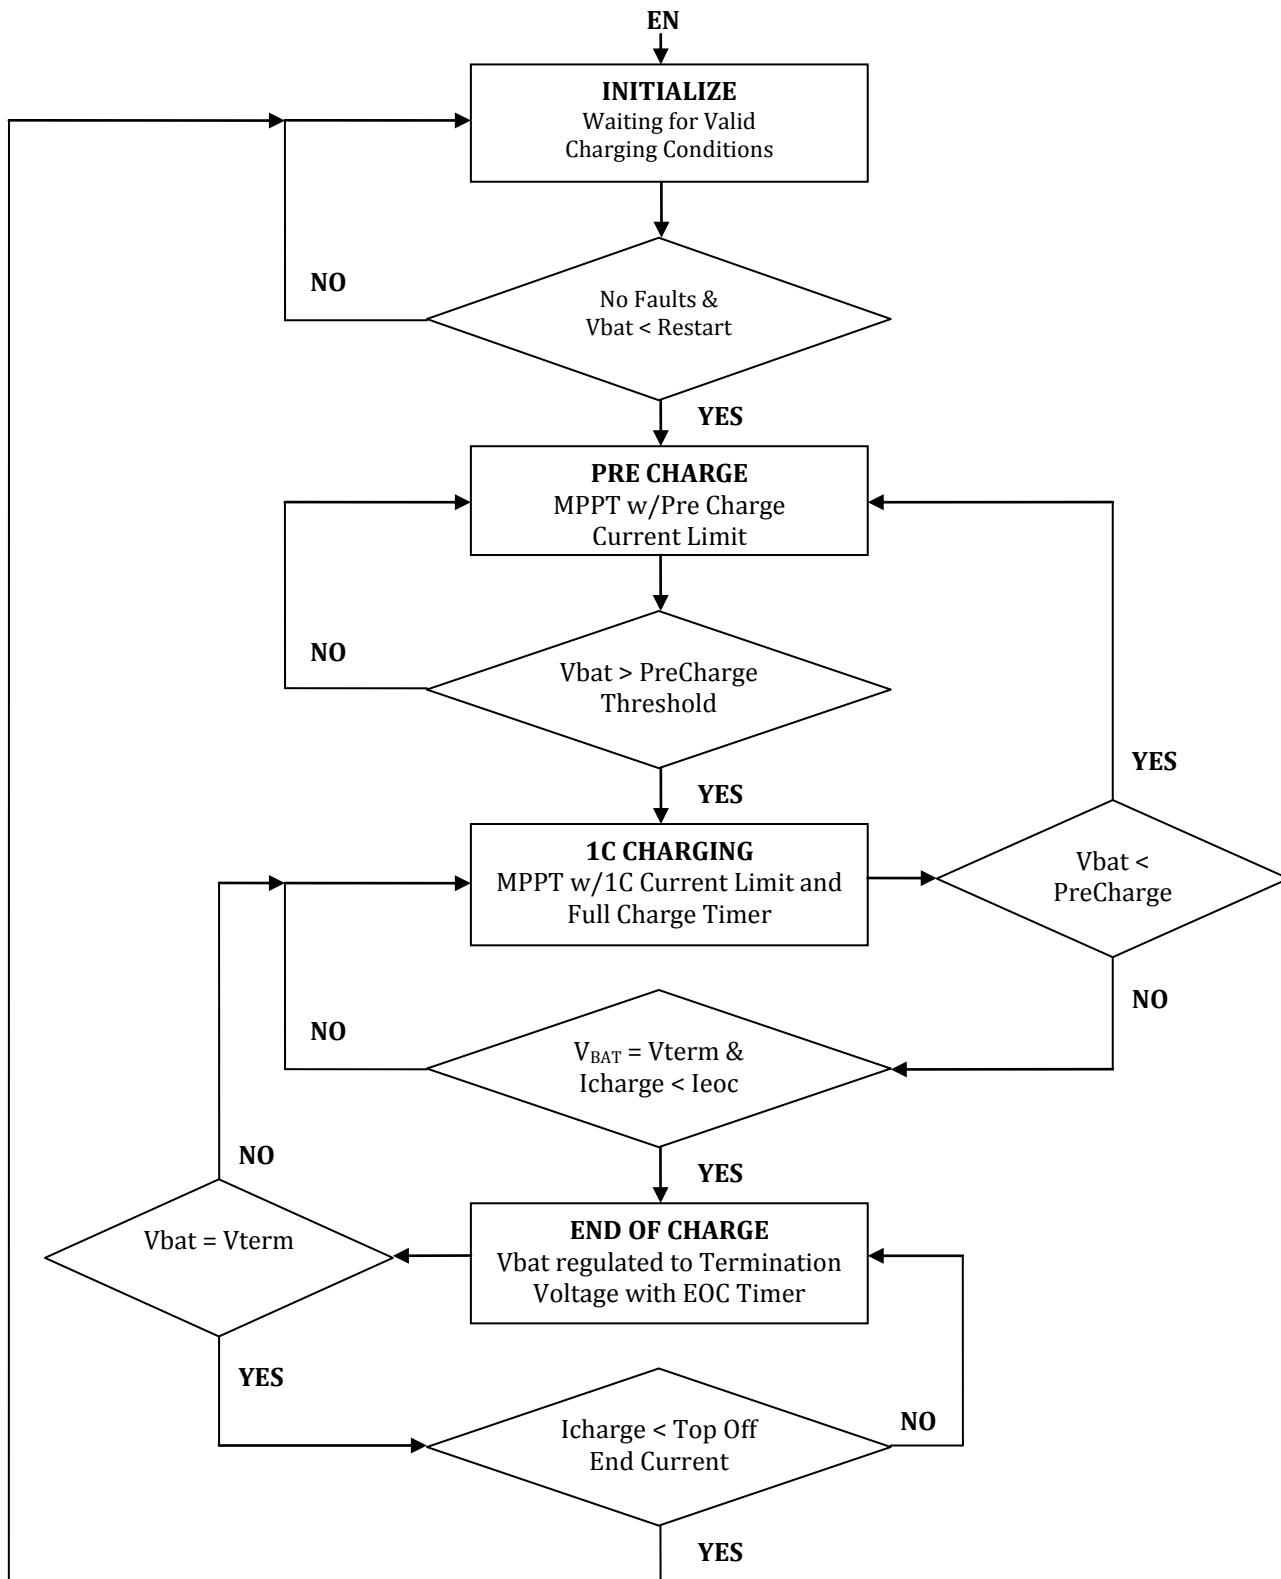 EN
INITIALIZE
Waiting for Valid
Charging Conditions
NO
No Faults &
Vbat < Restart
YES
PRE CHARGE
MPPT w/Pre Charge
Current Limit
NO
Vbat > PreCharge
Threshold
YES
YES
1C CHARGING
MPPT w/1C Current Limit and
Full Charge Timer
Vbat <
PreCharge
NO
NO
VBAT = Vterm &
Icharge < Ieoc
NO
YES
END OF CHARGE
Vbat regulated to Termination
Voltage with EOC Timer
Vbat = Vterm
YES
Icharge < Top Off
End Current
NO
YES